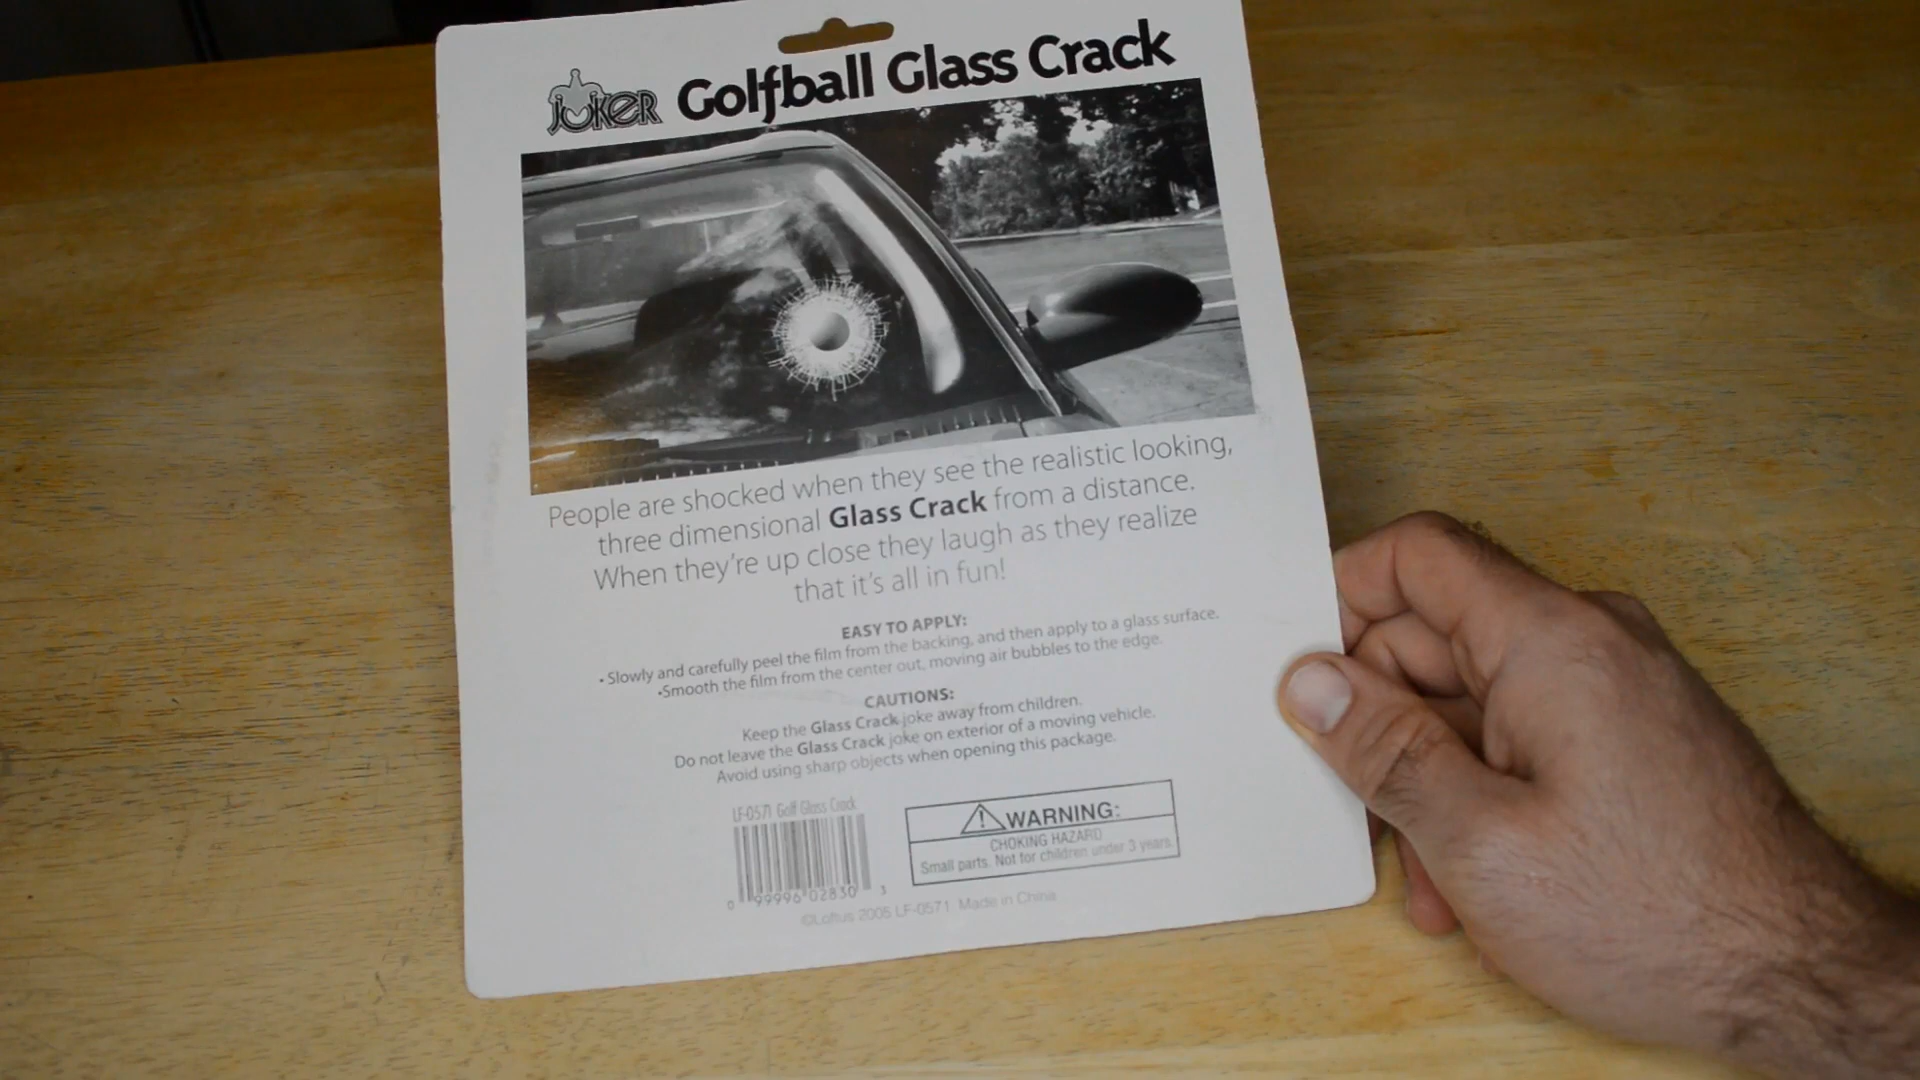 JOKER Golfball Glass Crack
People are shocked when they see the realistic looking,
three dimensional Glass Crack from a distance.
When they're up close they laugh as they realize
that it's all in fun!
EASY TO APPLY:
• Slowly and carefully peel the film from the backing, and then apply to a glass surface.
•Smooth the film from the center out, moving air bubbles to the edge.
CAUTIONS:
Keep the Glass Crack joke away from children.
Do not leave the Glass Crack joke on exterior of a moving vehicle.
Avoid using sharp objects when opening this package.
LF-0571 Golf Glass Crack
0 99996 02830 3
⚠WARNING:
CHOKING HAZARD
Small parts. Not for children under 3 years.
©Loftus 2005 LF-0571 Made in China